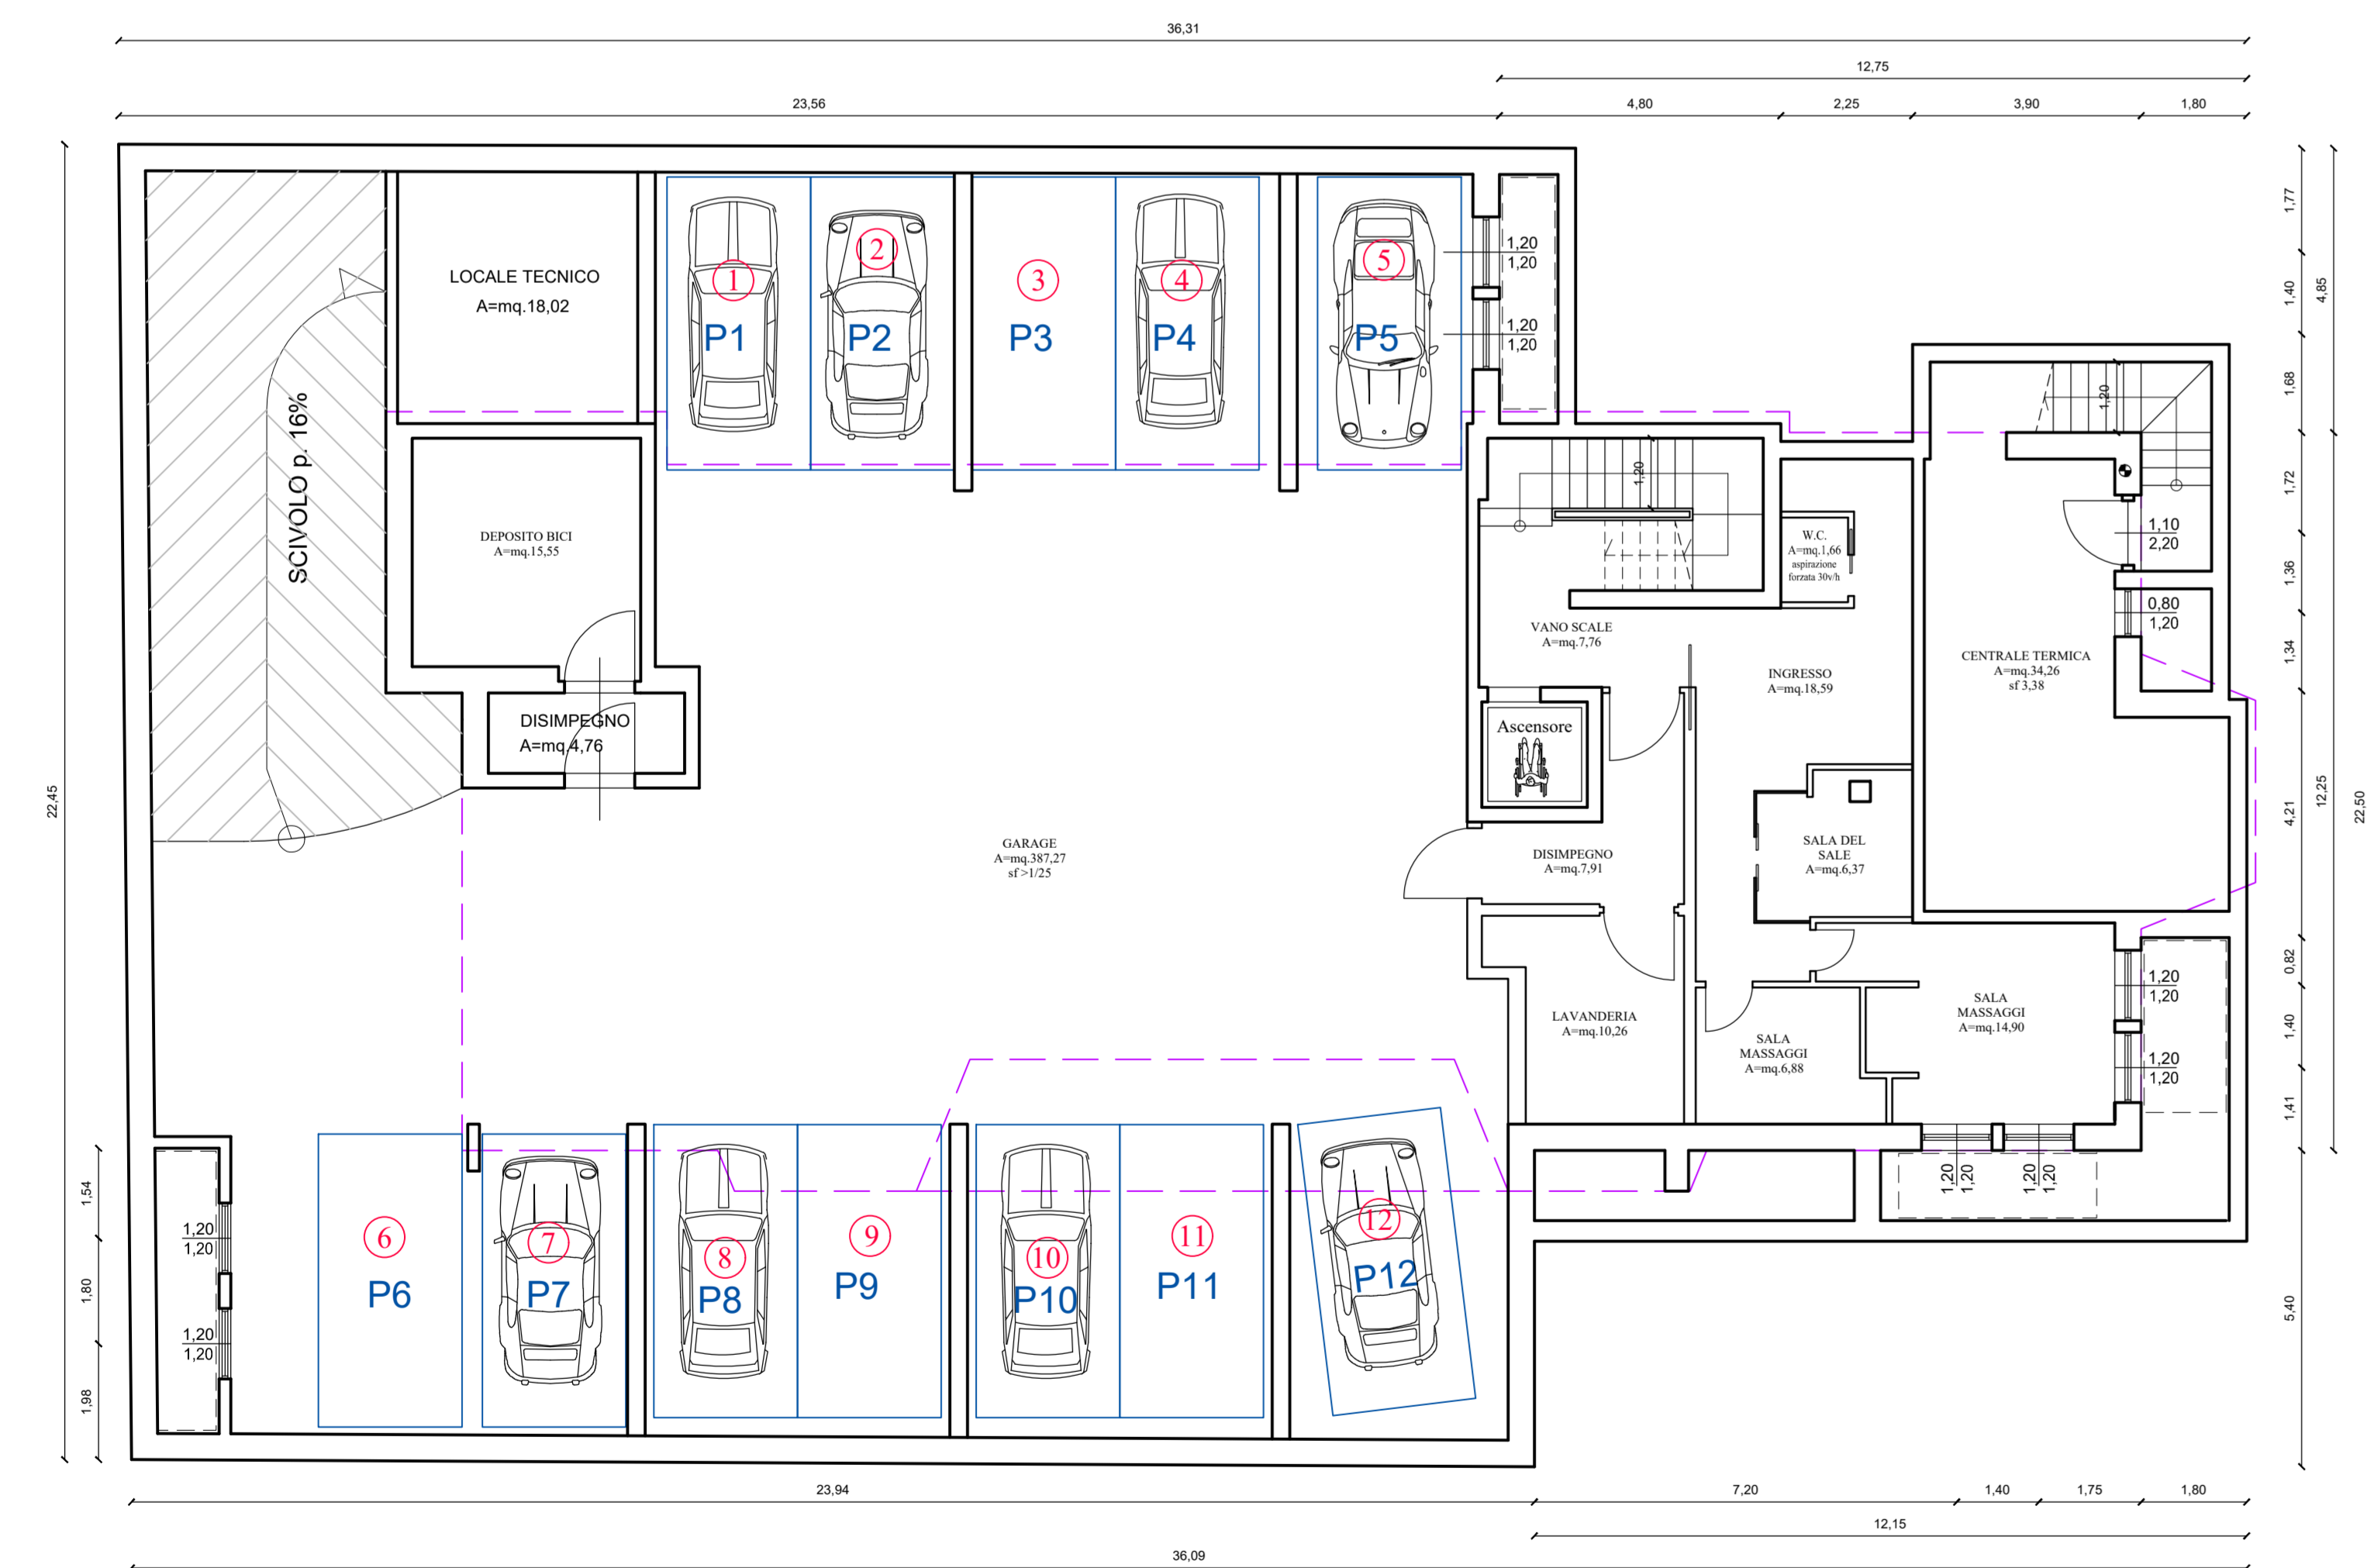 36,31
12,75
23,56
4,80
2,25
3,90
1,80
LOCALE TECNICO
A=mq.18,02
SCIVOLO p. 16%
DEPOSITO BICI
A=mq.15,55
DISIMPEGNO
A=mq.4,76
1
P1
2
P2
3
P3
4
P4
5
P5
1,20
1,20
1,20
1,20
1,20
VANO SCALE
A=mq.7,76
W.C.
A=mq.1,66
aspirazione
forzata 30v/h
INGRESSO
A=mq.18,59
1,20
1,10
2,20
0,80
1,20
CENTRALE TERMICA
A=mq.34,26
sf 3,38
Ascensore
GARAGE
A=mq.387,27
sf >1/25
DISIMPEGNO
A=mq.7,91
SALA DEL
SALE
A=mq.6,37
LAVANDERIA
A=mq.10,26
SALA
MASSAGGI
A=mq.6,88
SALA
MASSAGGI
A=mq.14,90
1,20
1,20
1,20
1,20
1,20
1,20
1,20
1,20
1,20
1,20
1,20
1,20
6
P6
7
P7
8
P8
9
P9
10
P10
11
P11
12
P12
22,45
1,54
1,80
1,98
1,77
1,40
1,68
1,72
1,36
1,34
4,21
0,82
1,40
1,41
5,40
4,85
12,25
22,50
23,94
7,20
1,40
1,75
1,80
12,15
36,09